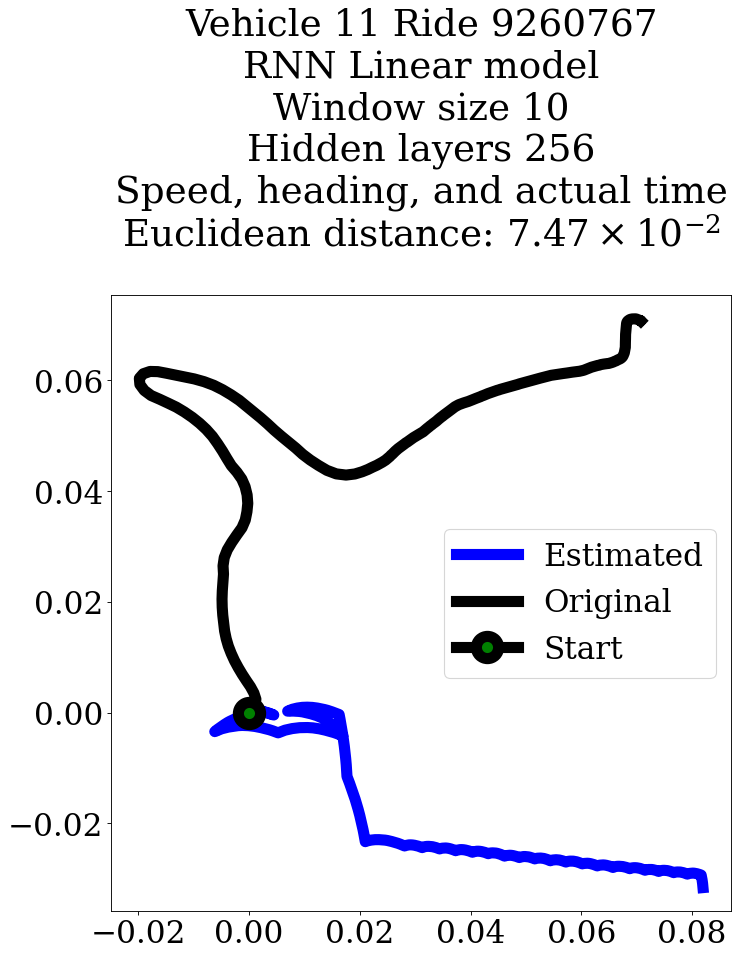 Vehicle 11 Ride 9260767
RNN Linear model
Window size 10
Hidden layers 256
Speed, heading, and actual time
Euclidean distance: 7.47 × 10⁻²
0.06
0.04
0.02
0.00
−0.02
Estimated
Original
Start
−0.02 0.00 0.02 0.04 0.06 0.08